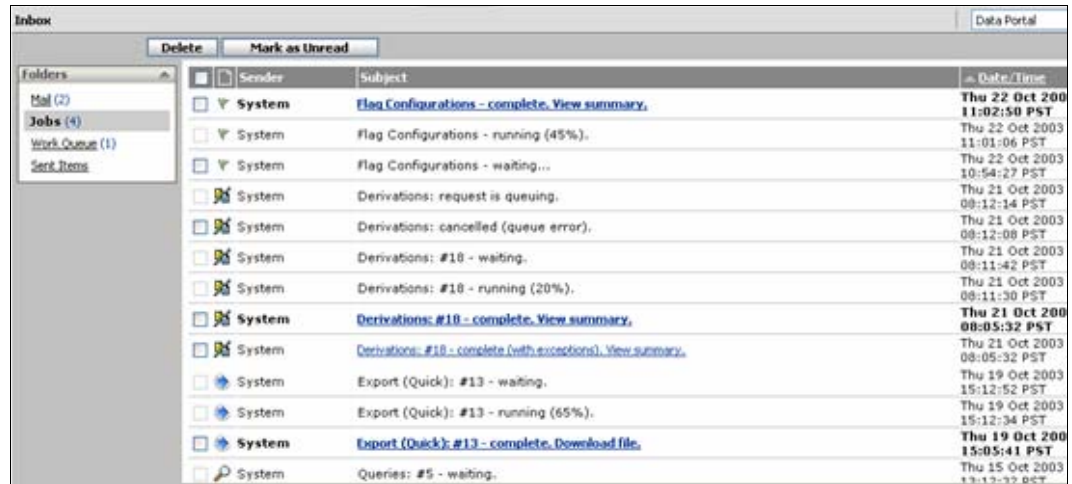 Inbox
Data Portal
Delete
Mark as Unread
Folders
Mail (2)
Jobs (4)
Work Queue (1)
Sent Items
Sender Subject Date/Time
System Flag Configurations - complete. View summary. Thu 22 Oct 200
11:02:50 PST
System Flag Configurations - running (45%). Thu 22 Oct 2003
11:01:06 PST
System Flag Configurations - waiting... Thu 22 Oct 2003
10:54:27 PST
System Derivations: request is queuing. Thu 21 Oct 2003
08:12:14 PST
System Derivations: cancelled (queue error). Thu 21 Oct 2003
08:12:08 PST
System Derivations: #18 - waiting. Thu 21 Oct 2003
08:11:42 PST
System Derivations: #18 - running (20%). Thu 21 Oct 2003
08:11:30 PST
System Derivations: #18 - complete. View summary. Thu 21 Oct 200
08:05:32 PST
System Derivations: #18 - complete (with exceptions). View summary. Thu 21 Oct 2003
08:05:32 PST
System Export (Quick): #13 - waiting. Thu 19 Oct 2003
15:12:52 PST
System Export (Quick): #13 - running (65%). Thu 19 Oct 2003
15:12:34 PST
System Export (Quick): #13 - complete. Download file. Thu 19 Oct 200
15:05:41 PST
System Queries: #5 - waiting. Thu 15 Oct 2003
13:12:32 PST